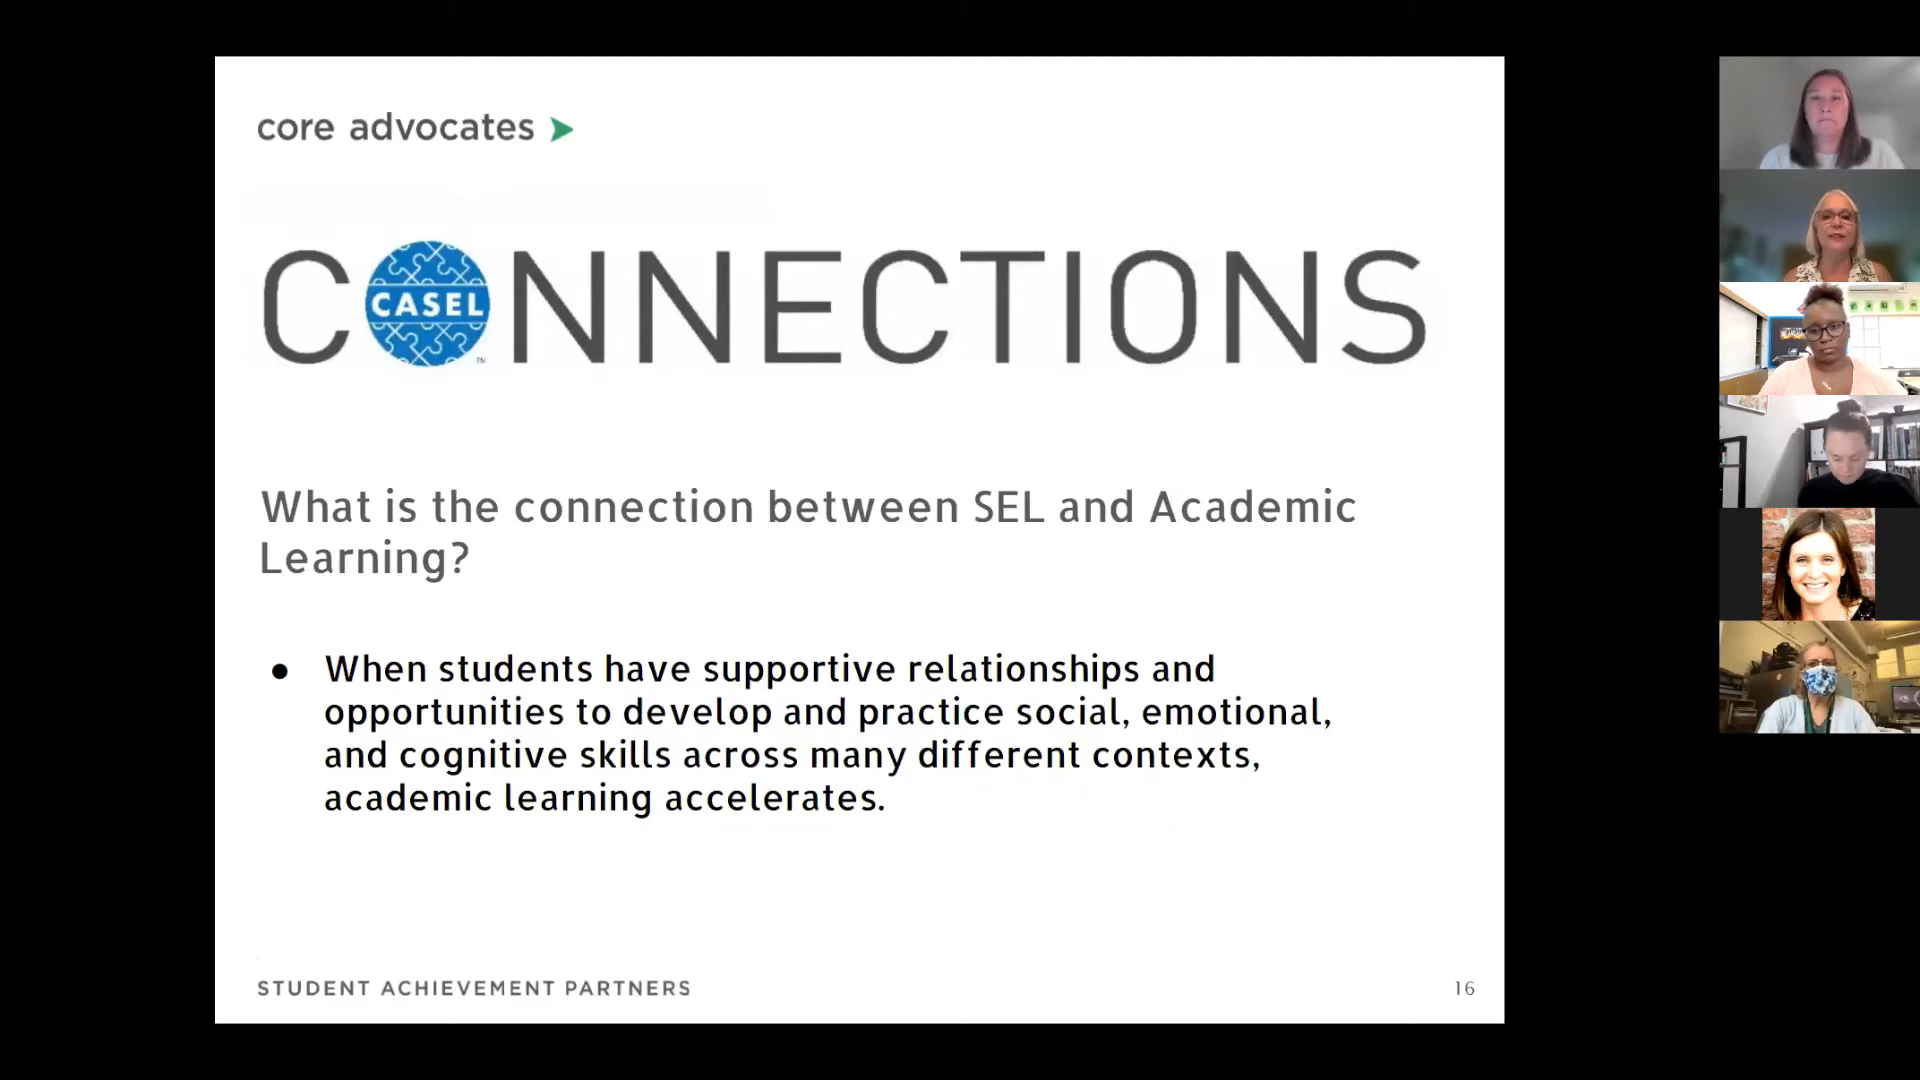 core advocates
CONNECTIONS
CASEL
TM
What is the connection between SEL and Academic
Learning?
● When students have supportive relationships and
opportunities to develop and practice social, emotional,
and cognitive skills across many different contexts,
academic learning accelerates.
STUDENT ACHIEVEMENT PARTNERS
16